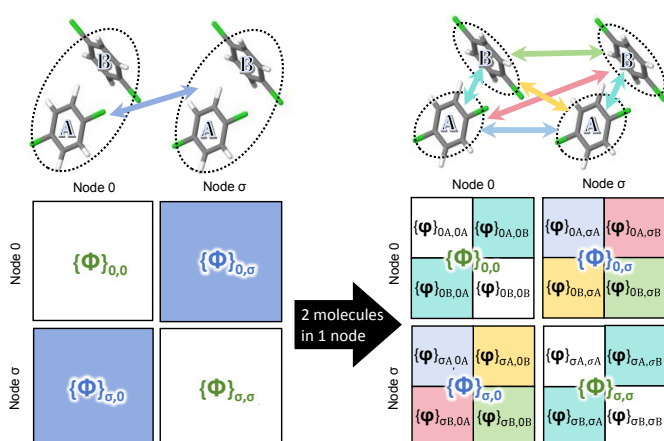 B
A
B
A
B
A
B
A
Node 0
Node σ
Node 0
Node σ
Node 0
{Φ}0,0
{Φ}0,σ
Node σ
{Φ}σ,0
{Φ}σ,σ
2 molecules
in 1 node
Node 0
{φ}0A,0A
{φ}0A,0B
{φ}0A,σA
{φ}0A,σB
{Φ}0,0
{Φ}0,σ
{φ}0B,0A
{φ}0B,0B
{φ}0B,σA
{φ}0B,σB
Node σ
{φ}σA,0A
{φ}σA,0B
{φ}σA,σA
{φ}σA,σB
{Φ}σ,0
{Φ}σ,σ
{φ}σB,0A
{φ}σB,0B
{φ}σB,σA
{φ}σB,σB